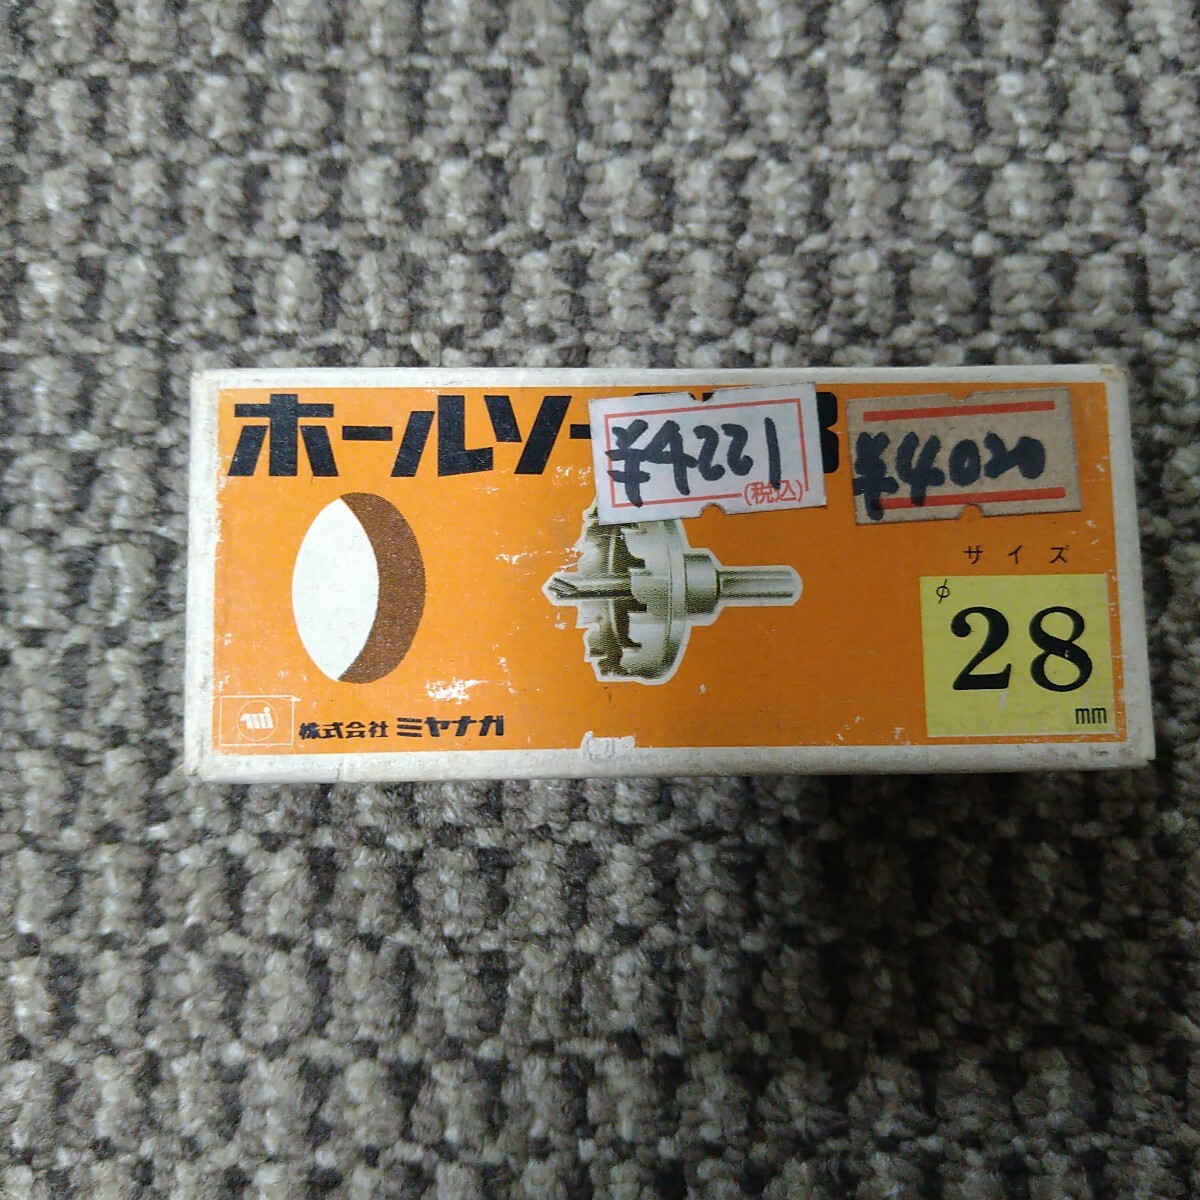 ホールソー
¥4221
(税込)
¥4020
サイズ
φ
28
mm
株式会社 ミヤナガ